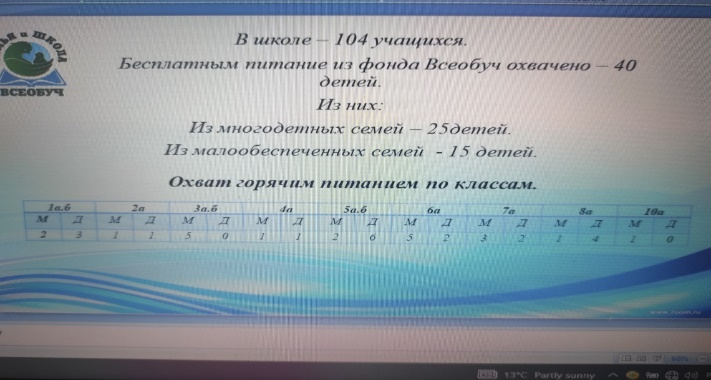 ЬЯ И ШКОЛА
ВСЕОБУЧ
В школе – 104 учащихся.
Бесплатным питание из фонда Всеобуч охвачено – 40
детей.
Из них:
Из многодетных семей – 25детей.
Из малообеспеченных семей - 15 детей.
Охват горячим питанием по классам.
1а.б 2а 3а.б 4а 5а.б 6а 7а 8а 10а
М Д М Д М Д М Д М Д М Д М Д М Д М Д
2 3 1 1 5 0 1 1 2 6 5 2 3 2 1 4 1 0
13°C Partly sunny